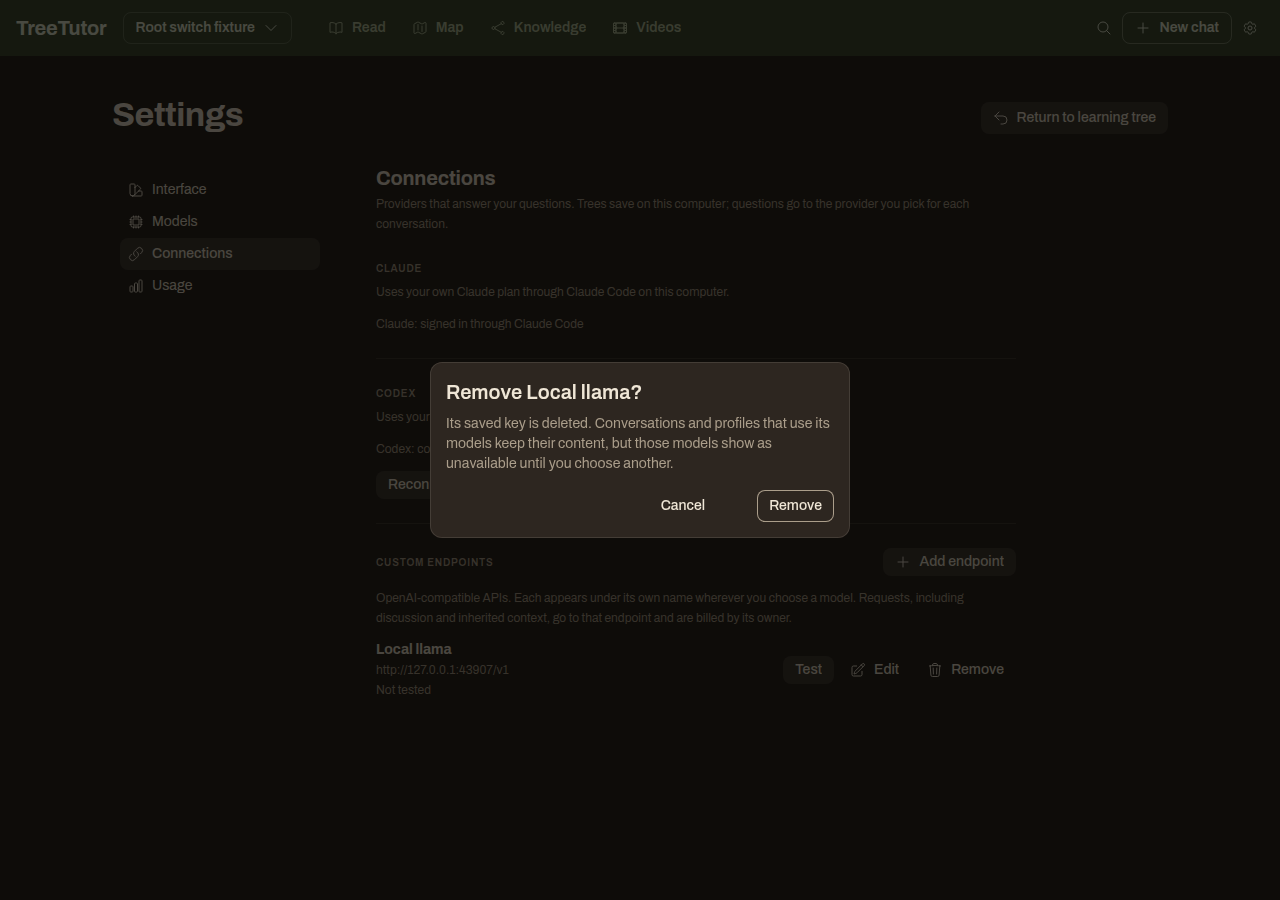 TreeTutor
Root switch fixture
Read
Map
Knowledge
Videos
New chat
Settings
Return to learning tree
Interface
Models
Connections
Usage
Connections
Providers that answer your questions. Trees save on this computer; questions go to the provider you pick for each
conversation.
CLAUDE
Uses your own Claude plan through Claude Code on this computer.
Claude: signed in through Claude Code
CODEX
Uses your
Codex: co
Recon
Remove Local llama?
Its saved key is deleted. Conversations and profiles that use its
models keep their content, but those models show as
unavailable until you choose another.
Cancel
Remove
CUSTOM ENDPOINTS
Add endpoint
OpenAI-compatible APIs. Each appears under its own name wherever you choose a model. Requests, including
discussion and inherited context, go to that endpoint and are billed by its owner.
Local llama
http://127.0.0.1:43907/v1
Not tested
Test
Edit
Remove